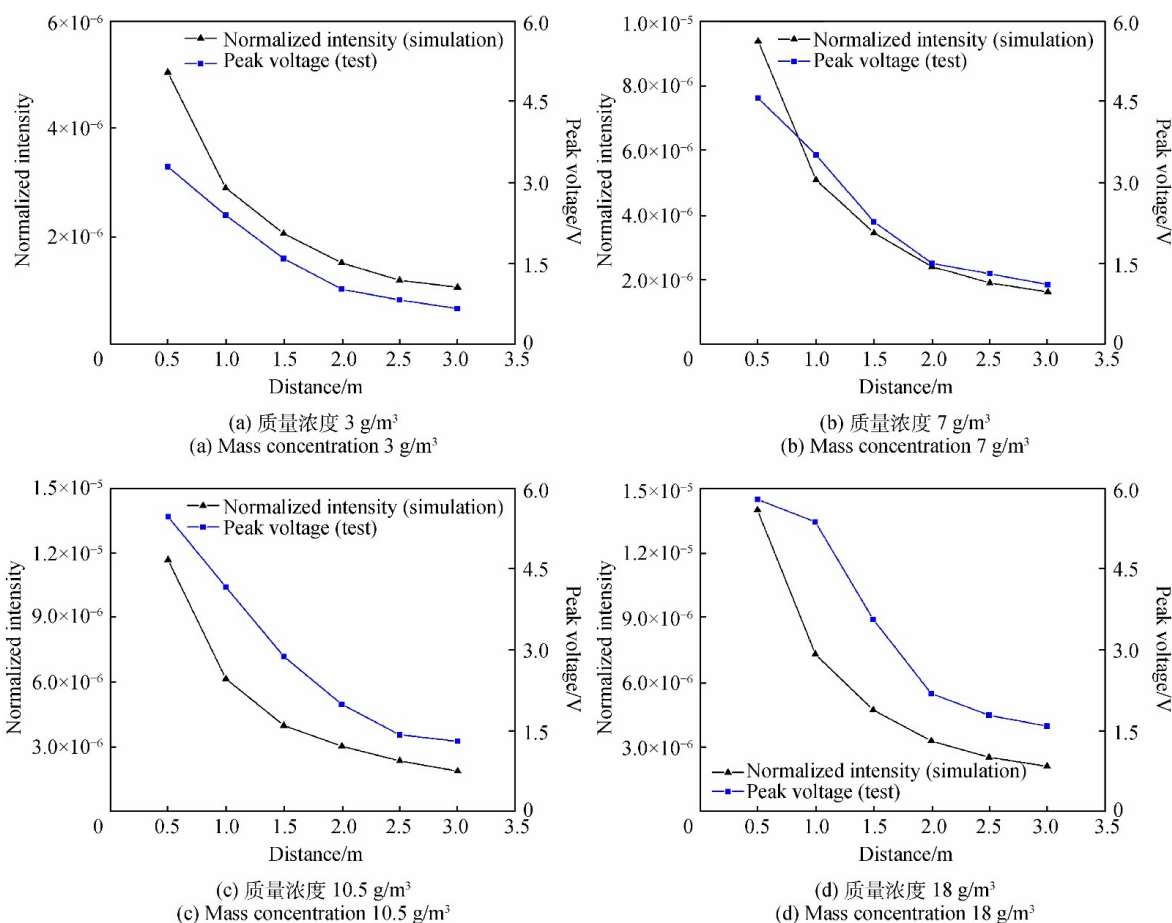 6×10⁻⁶
4×10⁻⁶
2×10⁻⁶
0
Normalized intensity
Normalized intensity (simulation)
Peak voltage (test)
6.0
4.5
3.0
1.5
0
Peak voltage/V
0.5 1.0 1.5 2.0 2.5 3.0 3.5
Distance/m
(a) 质量浓度 3 g/m³
(a) Mass concentration 3 g/m³
1.0×10⁻⁵
8.0×10⁻⁶
6.0×10⁻⁶
4.0×10⁻⁶
2.0×10⁻⁶
0
Normalized intensity
Normalized intensity (simulation)
Peak voltage (test)
6.0
4.5
3.0
1.5
0
Peak voltage/V
0.5 1.0 1.5 2.0 2.5 3.0 3.5
Distance/m
(b) 质量浓度 7 g/m³
(b) Mass concentration 7 g/m³
1.5×10⁻⁵
1.2×10⁻⁵
9.0×10⁻⁶
6.0×10⁻⁶
3.0×10⁻⁶
0
Normalized intensity
Normalized intensity (simulation)
Peak voltage (test)
6.0
4.5
3.0
1.5
0
Peak voltage/V
0.5 1.0 1.5 2.0 2.5 3.0 3.5
Distance/m
(c) 质量浓度 10.5 g/m³
(c) Mass concentration 10.5 g/m³
1.5×10⁻⁵
1.2×10⁻⁵
9.0×10⁻⁶
6.0×10⁻⁶
3.0×10⁻⁶
0
Normalized intensity
Normalized intensity (simulation)
Peak voltage (test)
6.0
4.5
3.0
1.5
0
Peak voltage/V
0.5 1.0 1.5 2.0 2.5 3.0 3.5
Distance/m
(d) 质量浓度 18 g/m³
(d) Mass concentration 18 g/m³